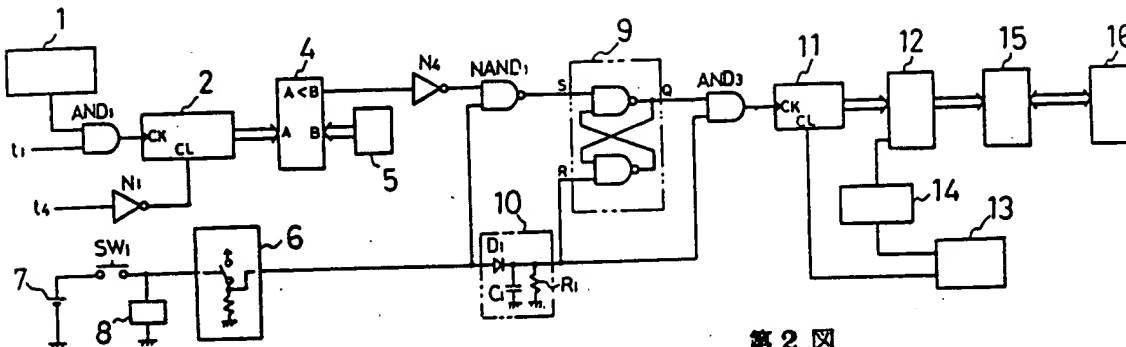 1
2
4
N4
NAND1
9
11
12
15
16
AND1
A<B
S
Q
AND3
CK
CL
A
B
CK
CL
t1
5
R
N1
t4
10
14
13
6
SW1
D1
7
8
C1
R1
第2図